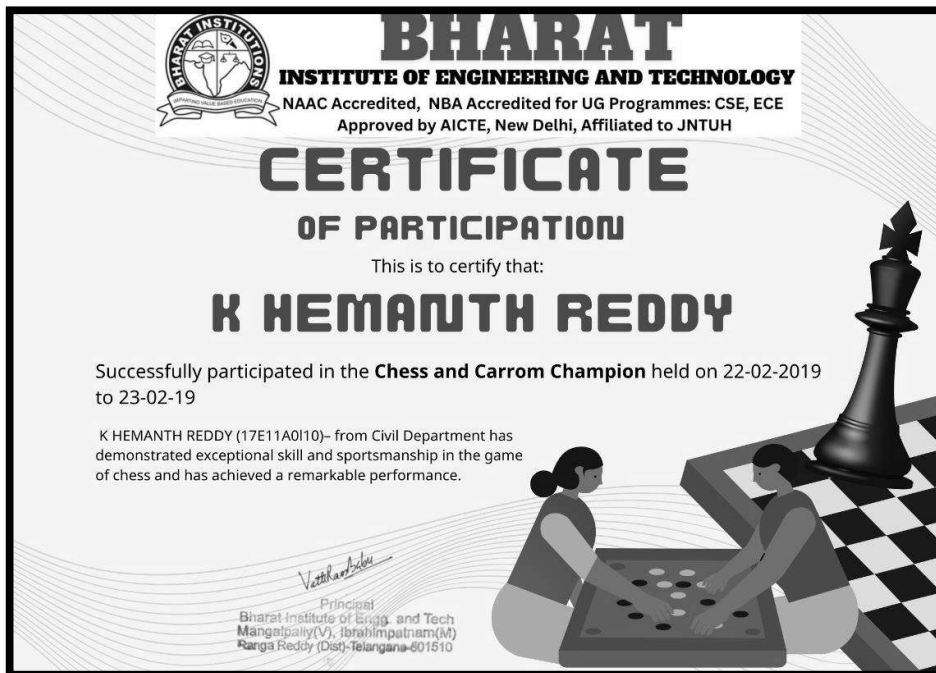 BHARAT INSTITUTIONS
IMPARTING VALUE BASED EDUCATION
BHARAT
INSTITUTE OF ENGINEERING AND TECHNOLOGY
NAAC Accredited, NBA Accredited for UG Programmes: CSE, ECE
Approved by AICTE, New Delhi, Affiliated to JNTUH
CERTIFICATE
OF PARTICIPATION
This is to certify that:
K HEMANTH REDDY
Successfully participated in the Chess and Carrom Champion held on 22-02-2019
to 23-02-19
K HEMANTH REDDY (17E11A0l10)– from Civil Department has
demonstrated exceptional skill and sportsmanship in the game
of chess and has achieved a remarkable performance.
Principal
Bharat Institute of Engg. and Tech
Mangalpally(V), Ibrahimpatnam(M)
Ranga Reddy (Dist)-Telangana-501510